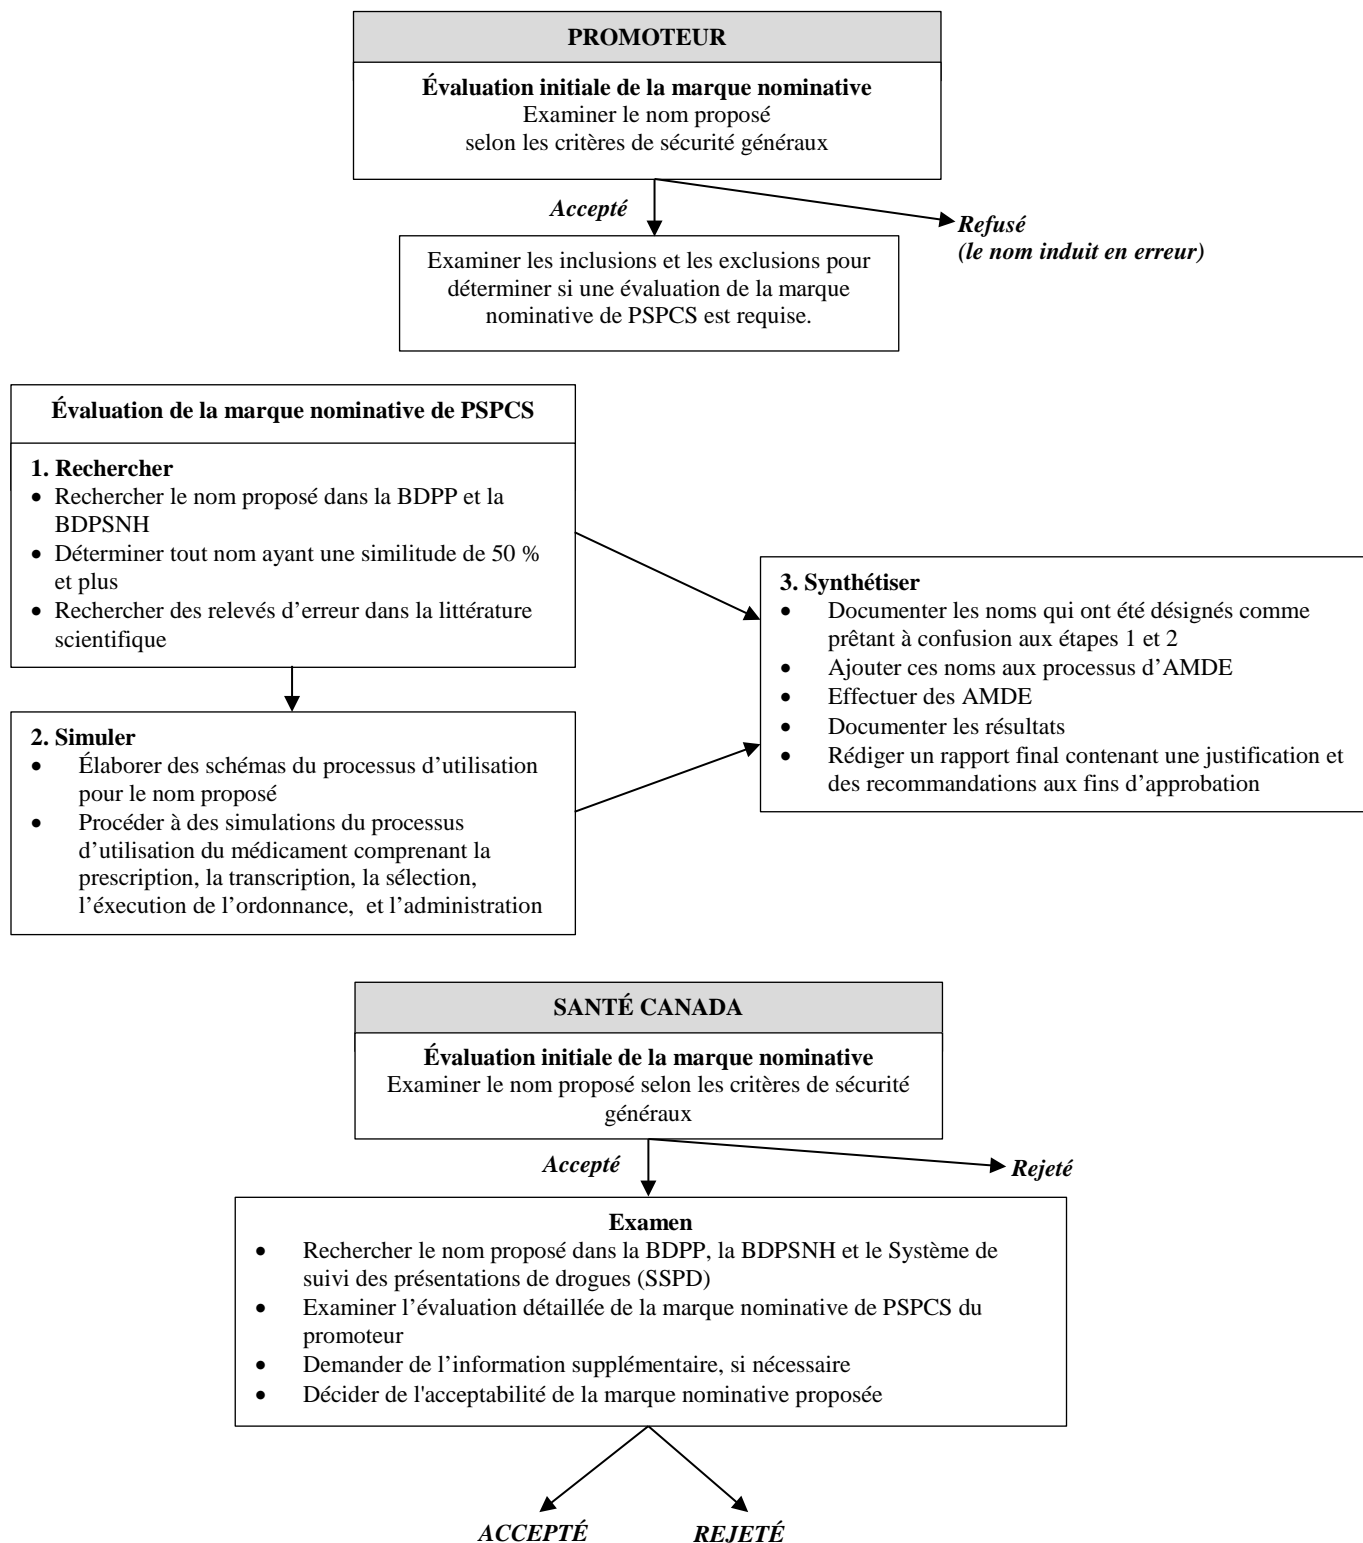 PROMOTEUR
Évaluation initiale de la marque nominative
Examiner le nom proposé
selon les critères de sécurité généraux
Accepté
Refusé
(le nom induit en erreur)
Examiner les inclusions et les exclusions pour
déterminer si une évaluation de la marque
nominative de PSPCS est requise.
Évaluation de la marque nominative de PSPCS
1. Rechercher
• Rechercher le nom proposé dans la BDPP et la
BDPSNH
• Déterminer tout nom ayant une similitude de 50 %
et plus
• Rechercher des relevés d’erreur dans la littérature
scientifique
2. Simuler
• Élaborer des schémas du processus d’utilisation
pour le nom proposé
• Procéder à des simulations du processus
d’utilisation du médicament comprenant la
prescription, la transcription, la sélection,
l’éxecution de l’ordonnance, et l’administration
3. Synthétiser
• Documenter les noms qui ont été désignés comme
prêtant à confusion aux étapes 1 et 2
• Ajouter ces noms aux processus d’AMDE
• Effectuer des AMDE
• Documenter les résultats
• Rédiger un rapport final contenant une justification et
des recommandations aux fins d’approbation
SANTÉ CANADA
Évaluation initiale de la marque nominative
Examiner le nom proposé selon les critères de sécurité
généraux
Accepté
Rejeté
Examen
• Rechercher le nom proposé dans la BDPP, la BDPSNH et le Système de
suivi des présentations de drogues (SSPD)
• Examiner l’évaluation détaillée de la marque nominative de PSPCS du
promoteur
• Demander de l’information supplémentaire, si nécessaire
• Décider de l'acceptabilité de la marque nominative proposée
ACCEPTÉ
REJETÉ